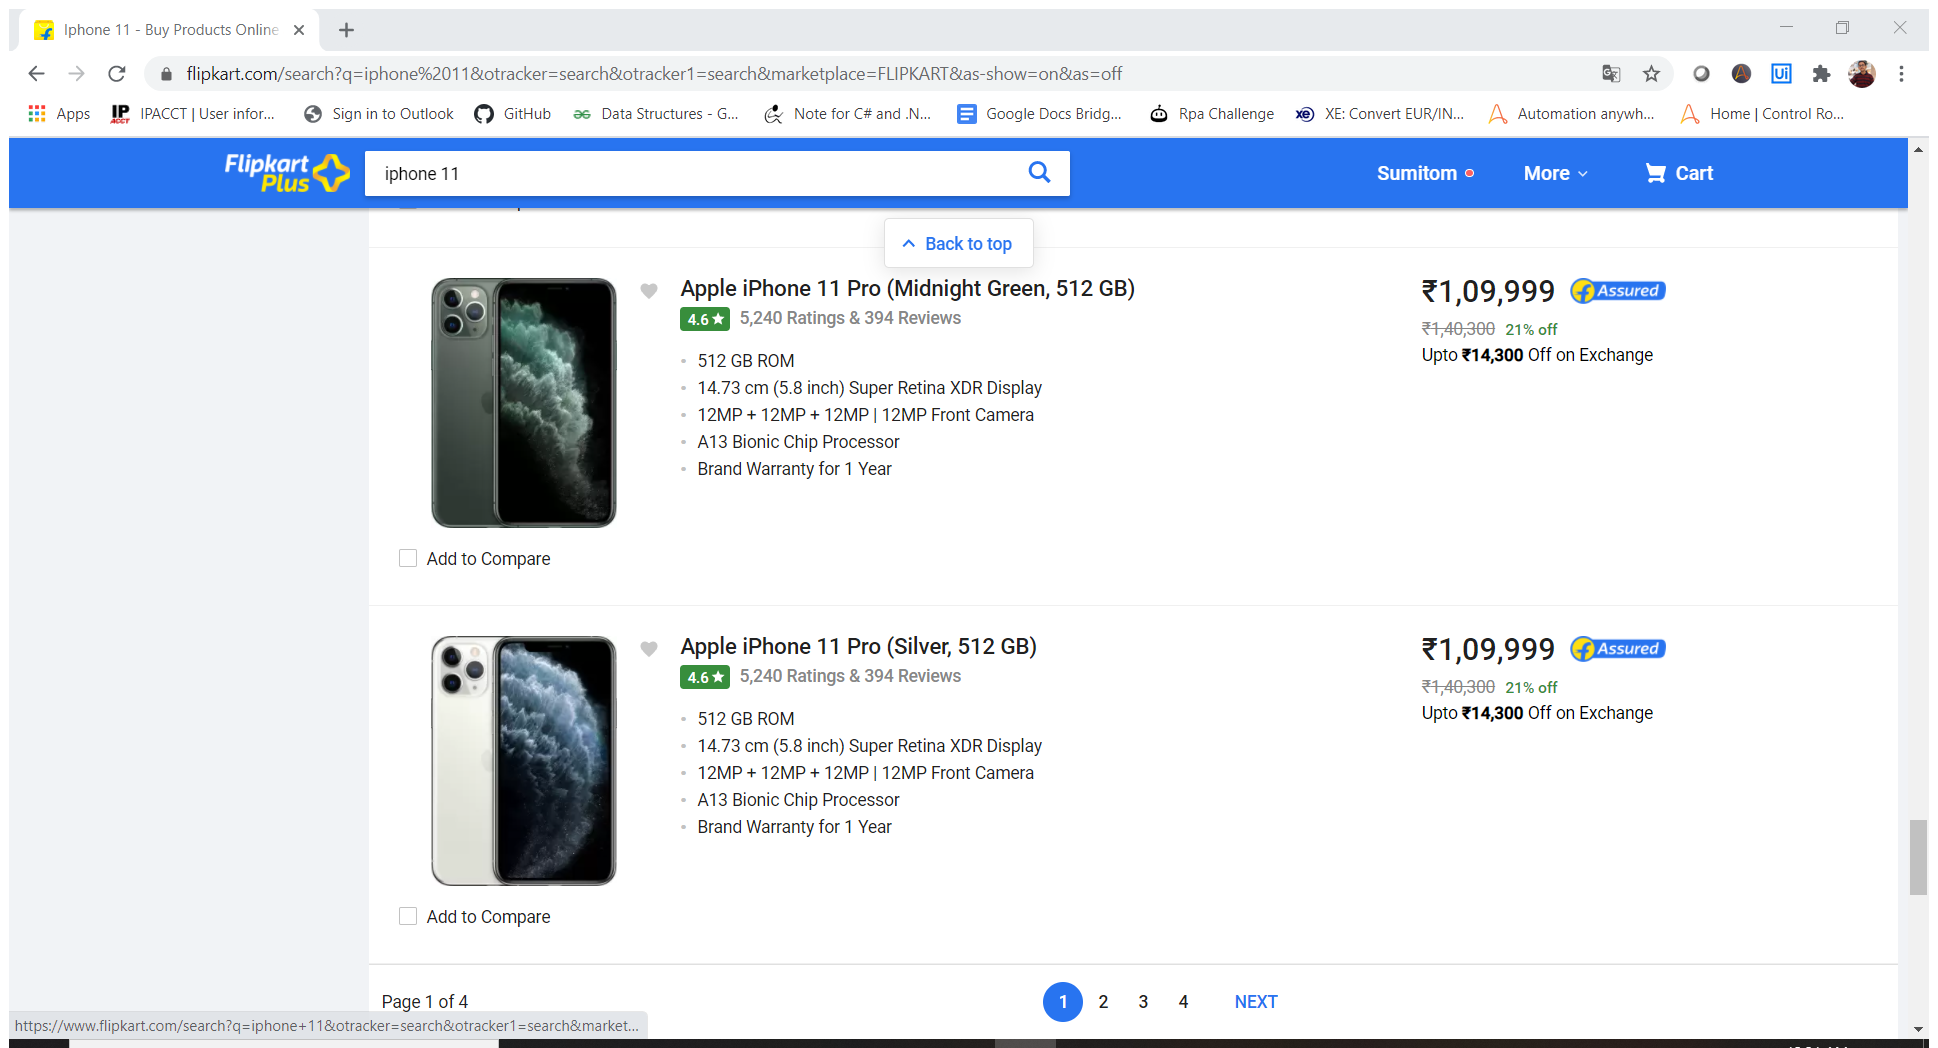 Iphone 11 - Buy Products Online
flipkart.com/search?q=iphone%2011&otracker=search&otracker1=search&marketplace=FLIPKART&as-show=on&as=off
Apps IPACCT | User infor... Sign in to Outlook GitHub Data Structures - G... Note for C# and .N... Google Docs Bridg... Rpa Challenge XE: Convert EUR/IN... Automation anywh... Home | Control Ro...
Flipkart
Plus
iphone 11
Sumitom More Cart
Back to top
Apple iPhone 11 Pro (Midnight Green, 512 GB)
4.6★ 5,240 Ratings & 394 Reviews
512 GB ROM
14.73 cm (5.8 inch) Super Retina XDR Display
12MP + 12MP + 12MP | 12MP Front Camera
A13 Bionic Chip Processor
Brand Warranty for 1 Year
₹1,09,999 Assured
₹1,40,300 21% off
Upto ₹14,300 Off on Exchange
Add to Compare
Apple iPhone 11 Pro (Silver, 512 GB)
4.6★ 5,240 Ratings & 394 Reviews
512 GB ROM
14.73 cm (5.8 inch) Super Retina XDR Display
12MP + 12MP + 12MP | 12MP Front Camera
A13 Bionic Chip Processor
Brand Warranty for 1 Year
₹1,09,999 Assured
₹1,40,300 21% off
Upto ₹14,300 Off on Exchange
Add to Compare
Page 1 of 4 1 2 3 4 NEXT
https://www.flipkart.com/search?q=iphone+11&otracker=search&otracker1=search&market...